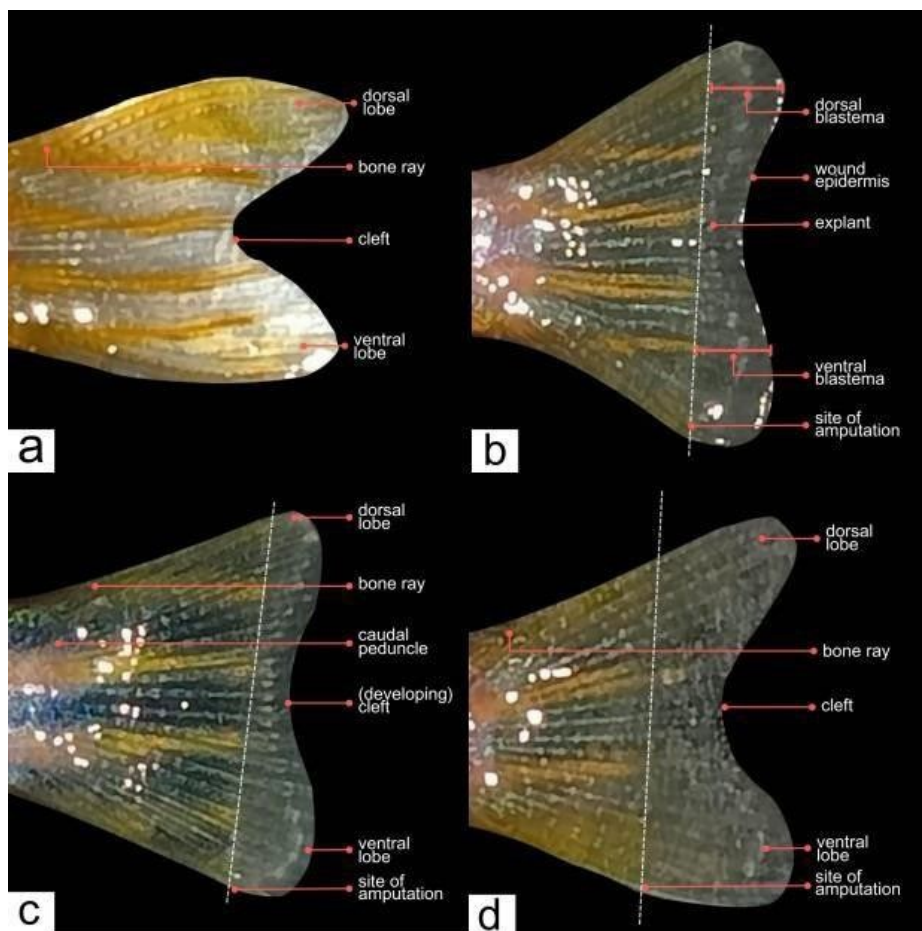 dorsal
lobe
bone ray
cleft
ventral
lobe
a
dorsal
blastema
wound
epidermis
explant
ventral
blastema
site of
amputation
b
dorsal
lobe
bone ray
caudal
peduncle
(developing)
cleft
ventral
lobe
site of
amputation
c
dorsal
lobe
bone ray
cleft
ventral
lobe
site of
amputation
d